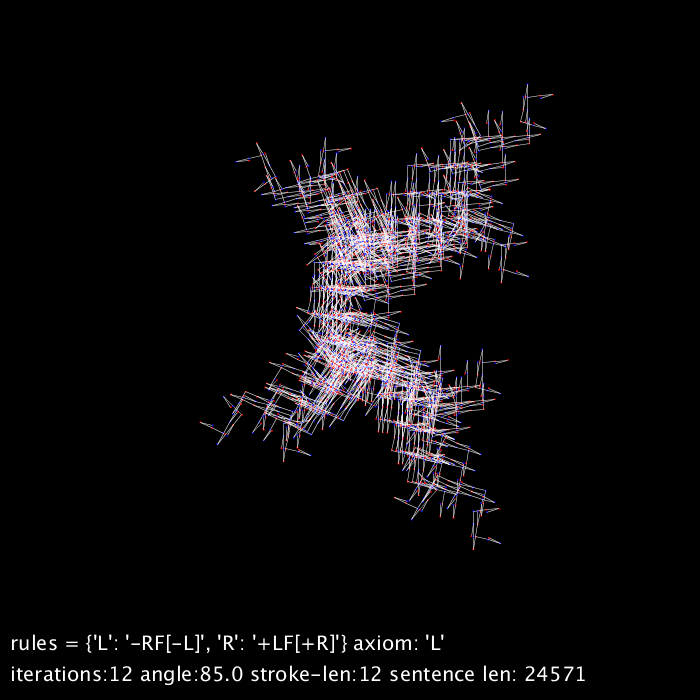 rules = {'L': '−RF[−L]', 'R': '+LF[+R]'} axiom: 'L'
iterations:12 angle:85.0 stroke-len:12 sentence len: 24571